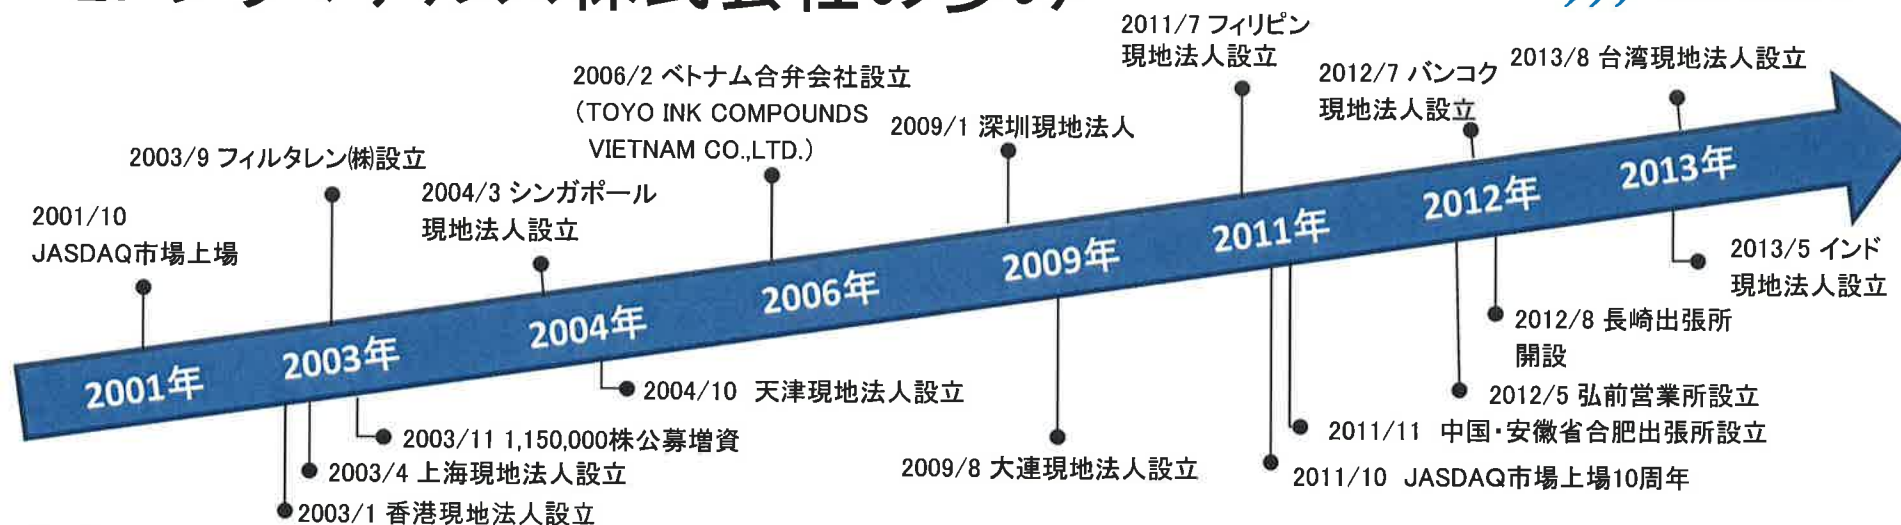 株式会社のあゆみ
2011/7 フィリピン
現地法人設立
2013/8 台湾現地法人設立
2012/7 バンコク
現地法人設立
2006/2 ベトナム合弁会社設立
（TOYO INK COMPOUNDS
VIETNAM CO.,LTD.）
2009/1 深圳現地法人
2003/9 フィルタレン㈱設立
2004/3 シンガポール
現地法人設立
2001/10
JASDAQ市場上場
2001年
2003年
2004年
2006年
2009年
2011年
2012年
2013年
2013/5 インド
現地法人設立
2012/8 長崎出張所
開設
2012/5 弘前営業所設立
2011/11 中国・安徽省合肥出張所設立
2011/10 JASDAQ市場上場10周年
2009/8 大連現地法人設立
2004/10 天津現地法人設立
2003/11 1,150,000株公募増資
2003/4 上海現地法人設立
2003/1 香港現地法人設立